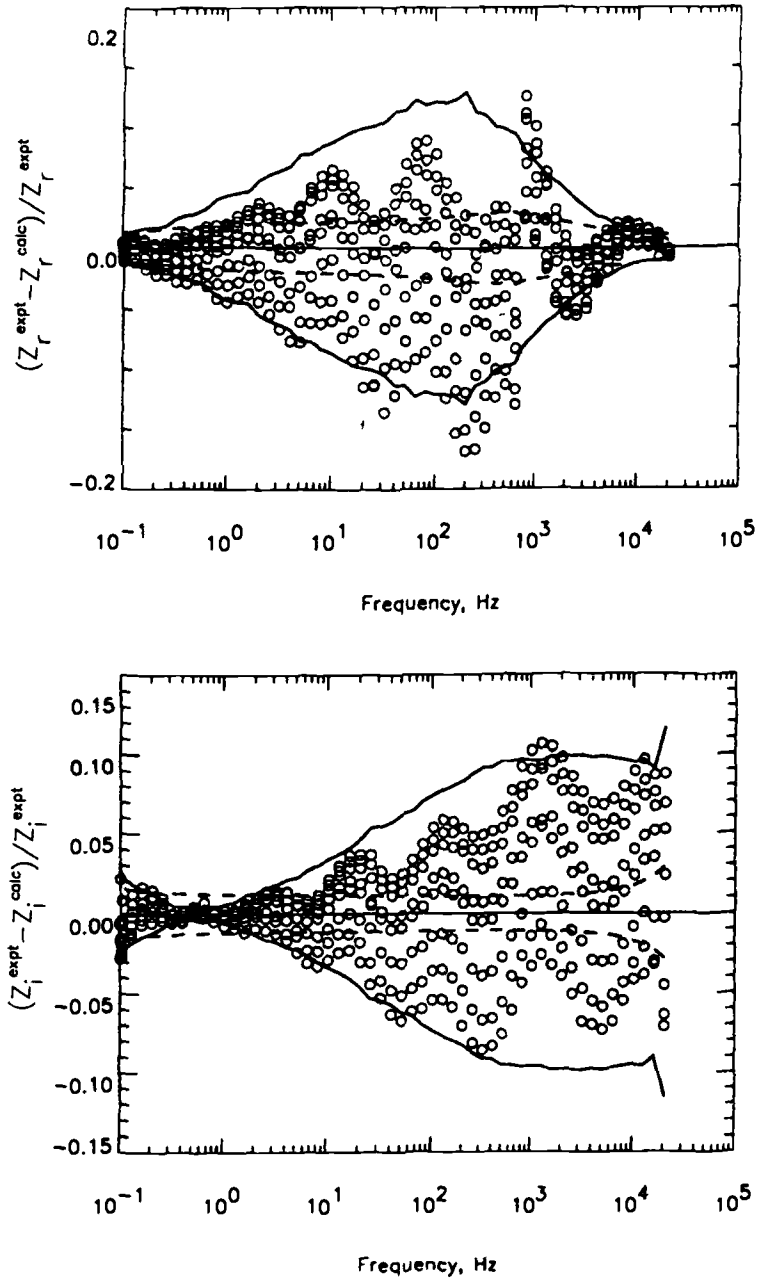 0.2
0.0
-0.2
(Z_r^expt - Z_r^calc)/Z_r^expt
10^-1 10^0 10^1 10^2 10^3 10^4 10^5
Frequency, Hz
0.15
0.10
0.05
0.00
-0.05
-0.10
-0.15
(Z_i^expt - Z_i^calc)/Z_i^expt
10^-1 10^0 10^1 10^2 10^3 10^4 10^5
Frequency, Hz